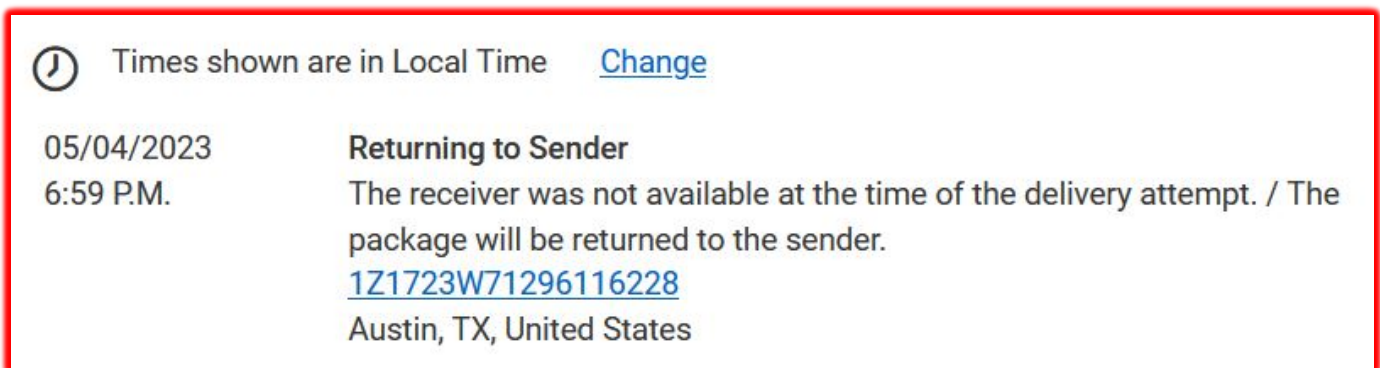 Times shown are in Local Time Change
05/04/2023 Returning to Sender
6:59 P.M. The receiver was not available at the time of the delivery attempt. / The
package will be returned to the sender.
1Z1723W71296116228
Austin, TX, United States